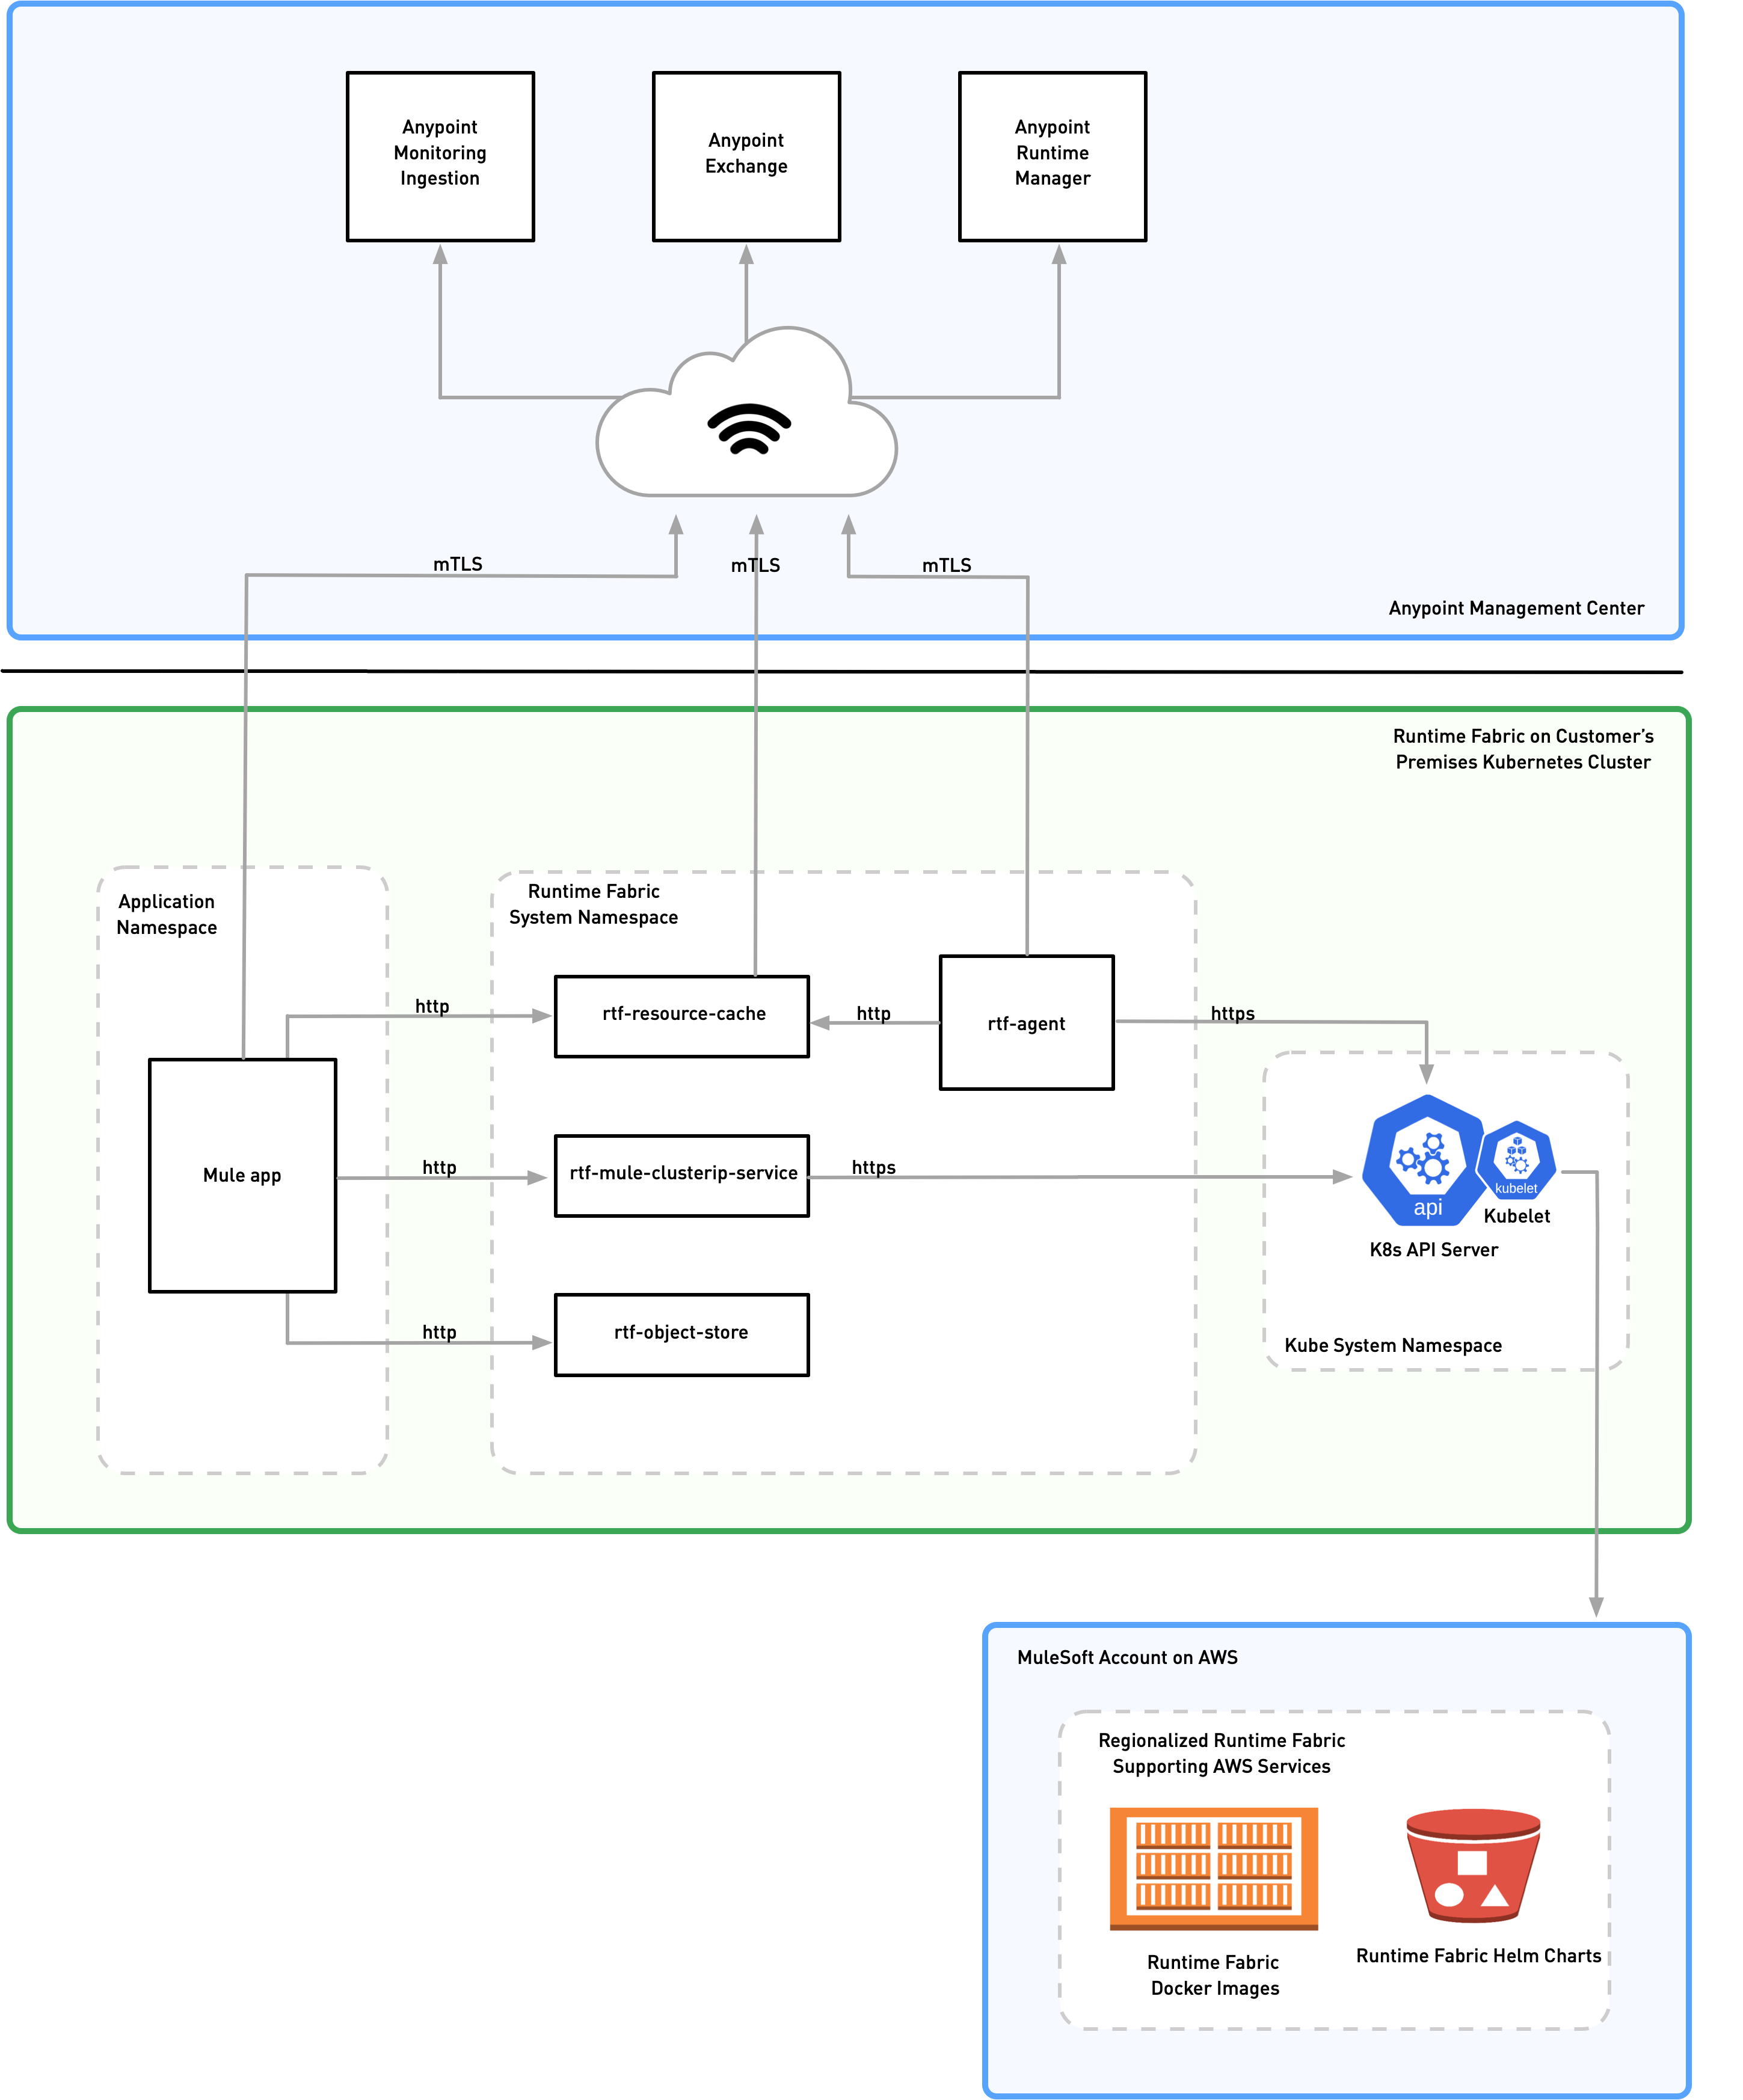 Anypoint
Monitoring
Ingestion
Anypoint
Exchange
Anypoint
Runtime
Manager
mTLS
mTLS
mTLS
Anypoint Management Center
Runtime Fabric on Customer’s
Premises Kubernetes Cluster
Application
Namespace
Runtime Fabric
System Namespace
http
rtf-resource-cache
http
rtf-agent
https
Mule app
http
rtf-mule-clusterip-service
https
api
kubelet
Kubelet
K8s API Server
http
rtf-object-store
Kube System Namespace
MuleSoft Account on AWS
Regionalized Runtime Fabric
Supporting AWS Services
Runtime Fabric
Docker Images
Runtime Fabric Helm Charts